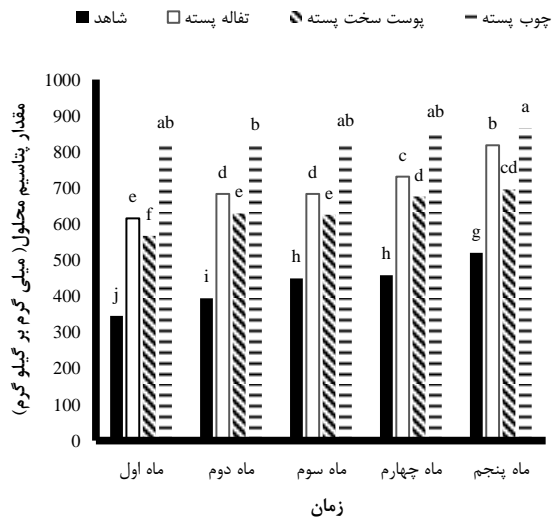 شاهد تفاله پسته پوست سخت پسته چوب پسته
مقدار پتاسیم محلول( میلی گرم بر گیلو گرم)
1000
900
800
700
600
500
400
300
200
100
0
j e f ab
i d e b
h d e ab
h c d ab
g b cd a
ماه اول ماه دوم ماه سوم ماه چهارم ماه پنجم
زمان